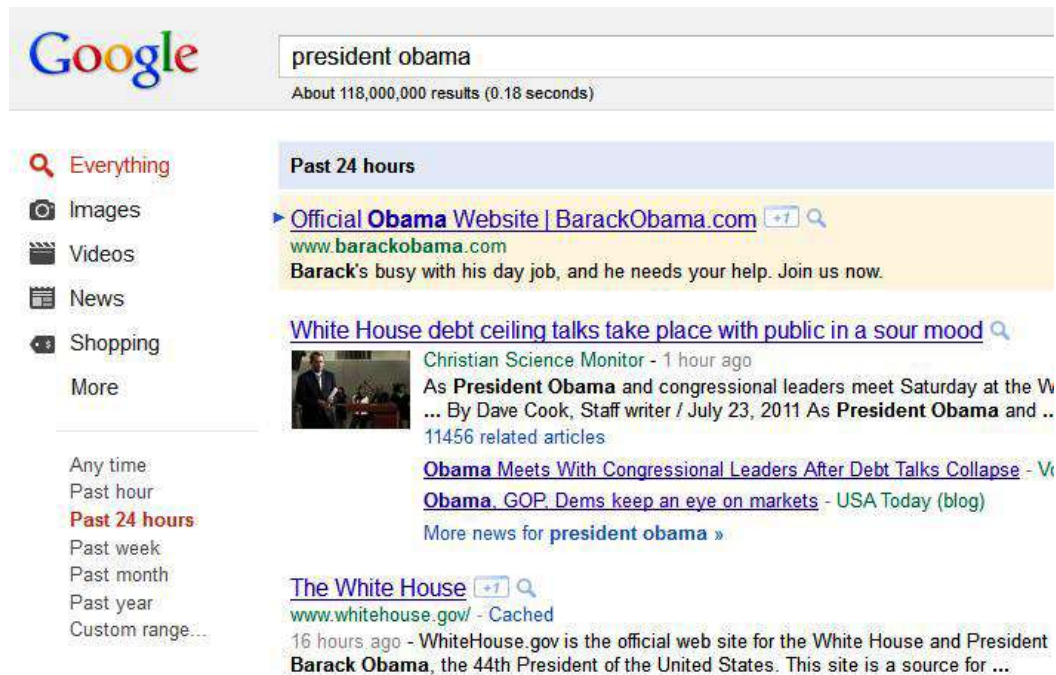 Google
president obama
About 118,000,000 results (0.18 seconds)
Everything
Images
Videos
News
Shopping
More
Any time
Past hour
Past 24 hours
Past week
Past month
Past year
Custom range...
Past 24 hours
Official Obama Website | BarackObama.com +1
www.barackobama.com
Barack's busy with his day job, and he needs your help. Join us now.
White House debt ceiling talks take place with public in a sour mood
Christian Science Monitor - 1 hour ago
As President Obama and congressional leaders meet Saturday at the
... By Dave Cook, Staff writer / July 23, 2011 As President Obama and ..
11456 related articles
Obama Meets With Congressional Leaders After Debt Talks Collapse -
Obama, GOP, Dems keep an eye on markets - USA Today (blog)
More news for president obama »
The White House +1
www.whitehouse.gov/ - Cached
16 hours ago - WhiteHouse.gov is the official web site for the White House and President
Barack Obama, the 44th President of the United States. This site is a source for ...